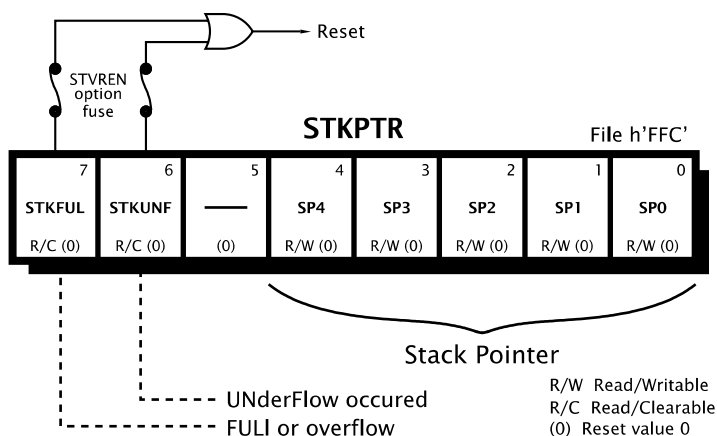 Reset
STVREN
option
fuse
STKPTR
File h'FFC'
7 6 5 4 3 2 1 0
STKFUL STKUNF — SP4 SP3 SP2 SP1 SP0
R/C (0) R/C (0) (0) R/W (0) R/W (0) R/W (0) R/W (0) R/W (0)
Stack Pointer
UNderFlow occured
FULl or overflow
R/W Read/Writable
R/C Read/Clearable
(0) Reset value 0